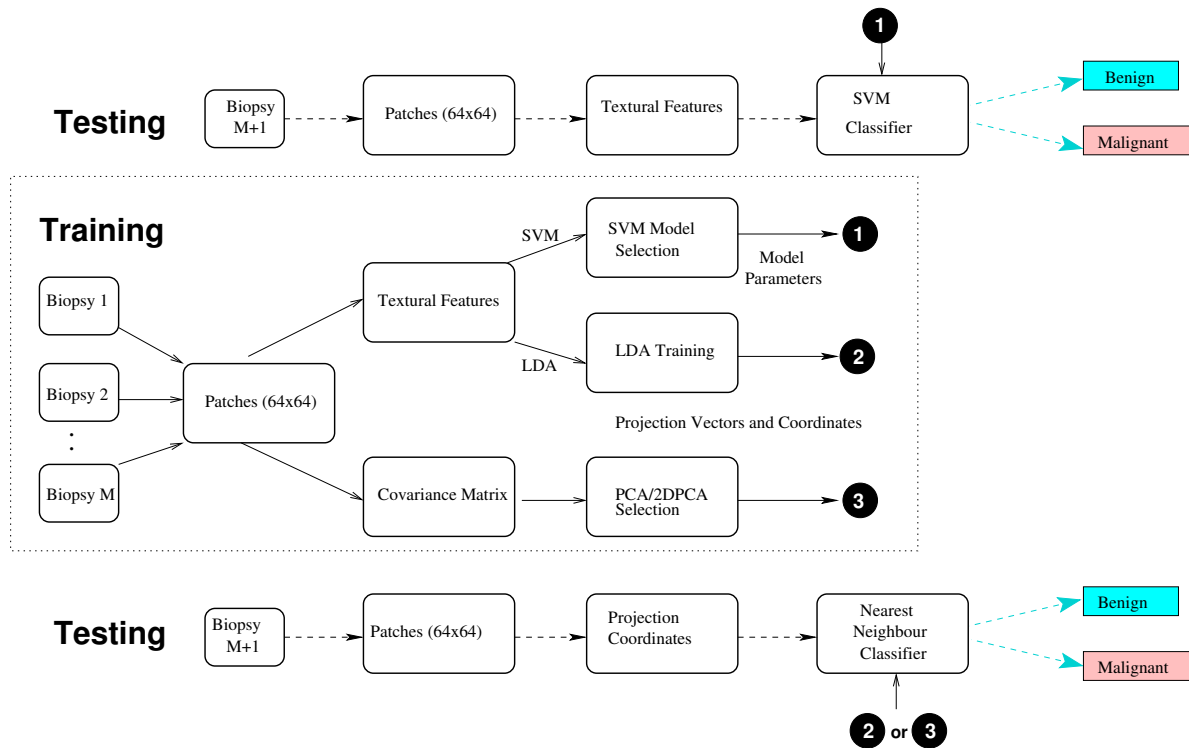 1
Testing
Biopsy
M+1
Patches (64x64)
Textural Features
SVM
Classifier
Benign
Malignant
Training
Biopsy 1
Biopsy 2
:
Biopsy M
Patches (64x64)
Textural Features
SVM
LDA
SVM Model
Selection
Model
Parameters
1
LDA Training
2
Projection Vectors and Coordinates
Covariance Matrix
PCA/2DPCA
Selection
3
Testing
Biopsy
M+1
Patches (64x64)
Projection
Coordinates
Nearest
Neighbour
Classifier
Benign
Malignant
2 or 3